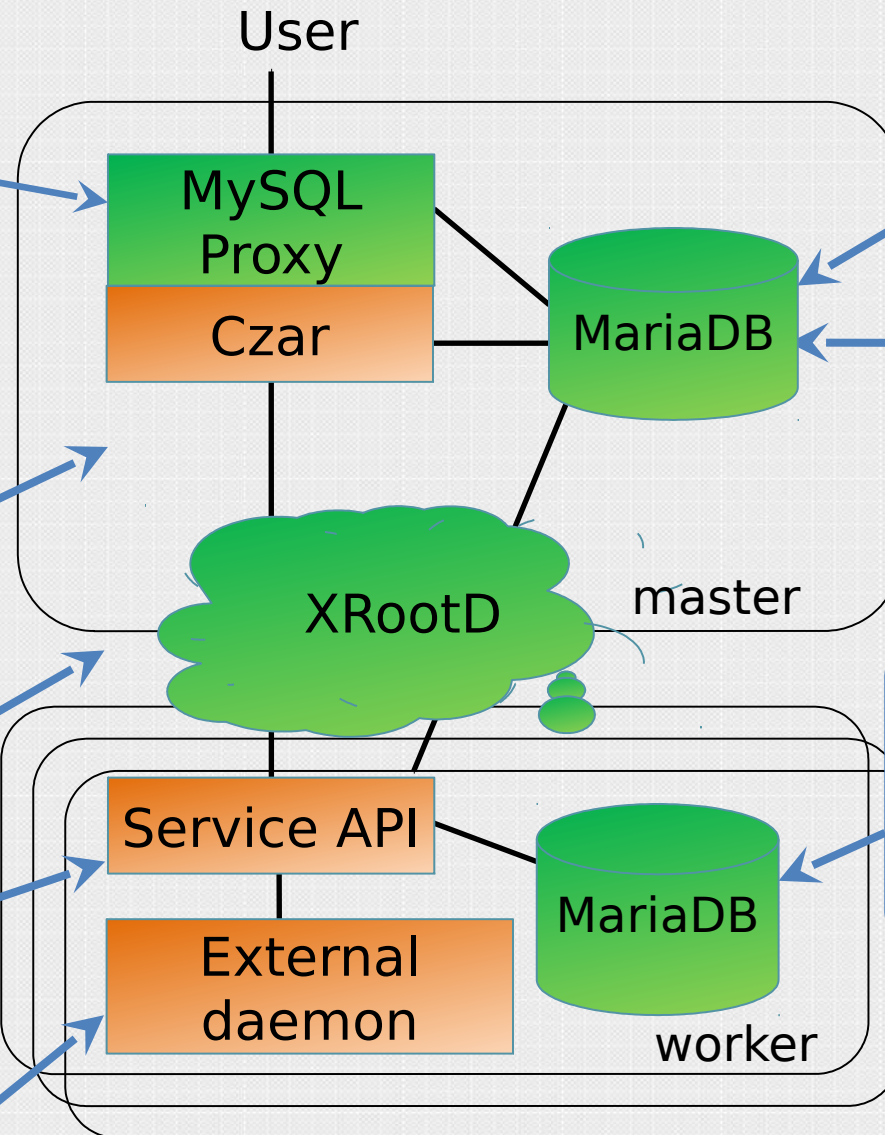 User
MySQL
Proxy
Czar
MariaDB
XRootD
master
Service API
MariaDB
External
daemon
worker